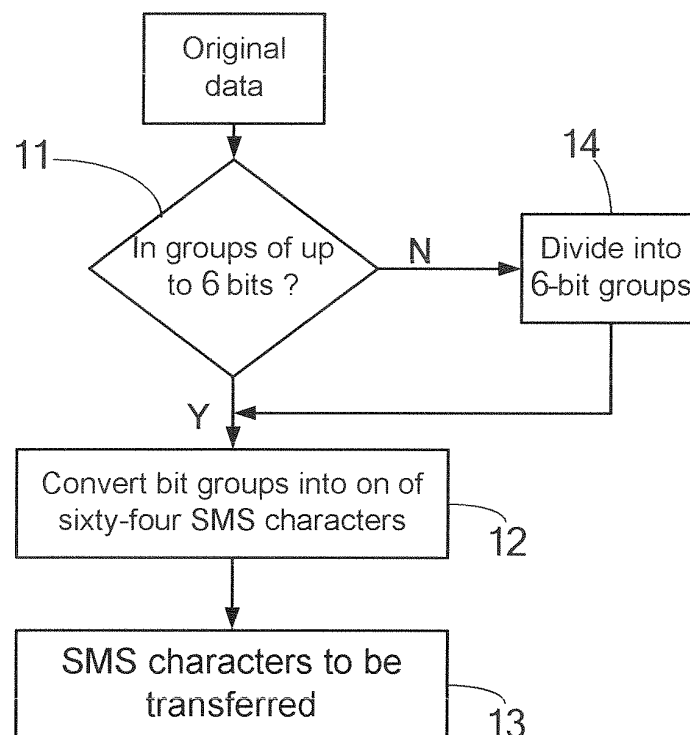 Original
data
11
In groups of up
to 6 bits ?
N
14
Divide into
6-bit groups
Y
Convert bit groups into on of
sixty-four SMS characters
12
SMS characters to be
transferred
13